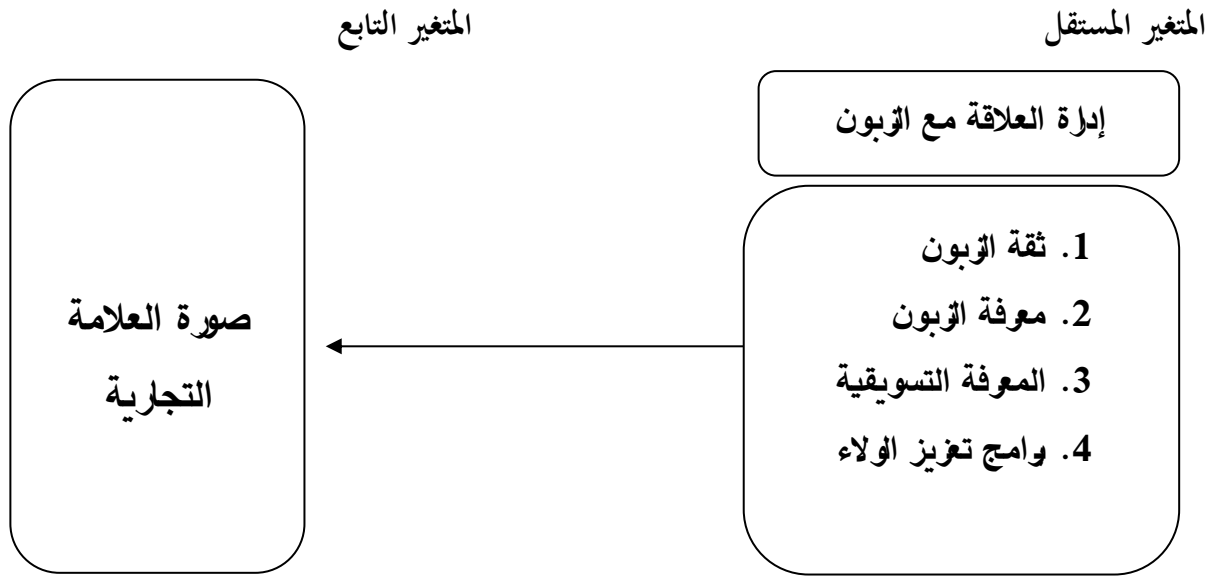 المتغير المستقل
المتغير التابع
إدارة العلاقة مع الزبون
1. ثقة الزبون
2. معرفة الزبون
3. المعرفة التسويقية
4. برامج تعزيز الولاء
صورة العلامة
التجارية